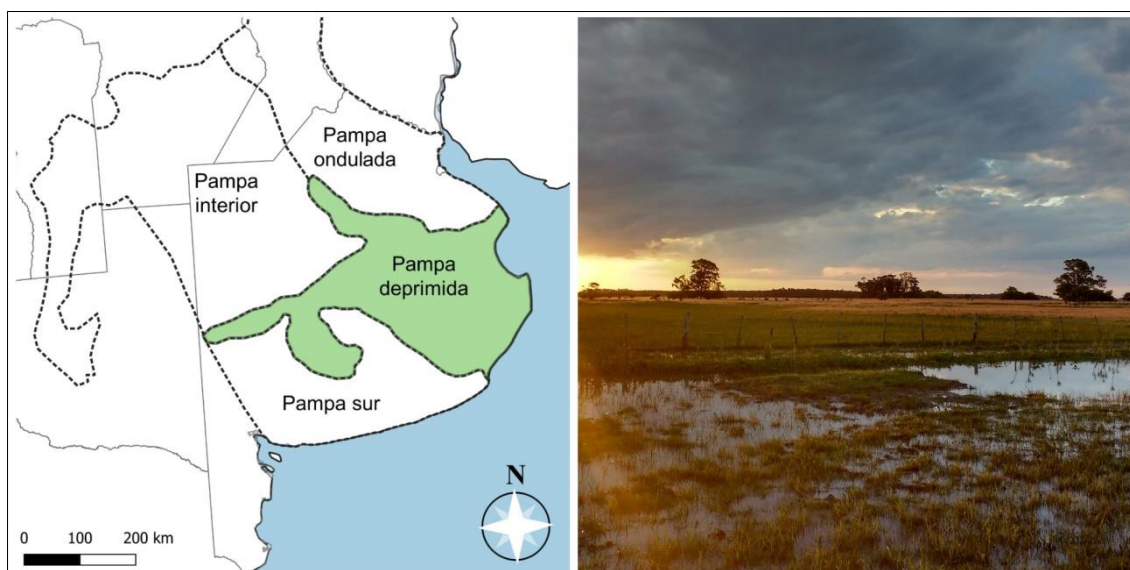 Pampa
ondulada
Pampa
interior
Pampa
deprimida
Pampa sur
N
0 100 200 km